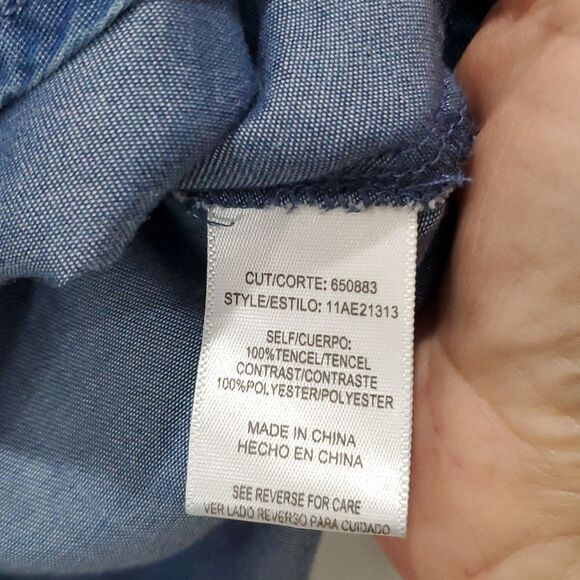 CUT/CORTE: 650883
STYLE/ESTILO: 11AE21313
SELF/CUERPO:
100%TENCEL/TENCEL
CONTRAST/CONTRASTE
100%POLYESTER/POLYESTER
MADE IN CHINA
HECHO EN CHINA
SEE REVERSE FOR CARE
VER LADO REVERSO PARA CUIDADO